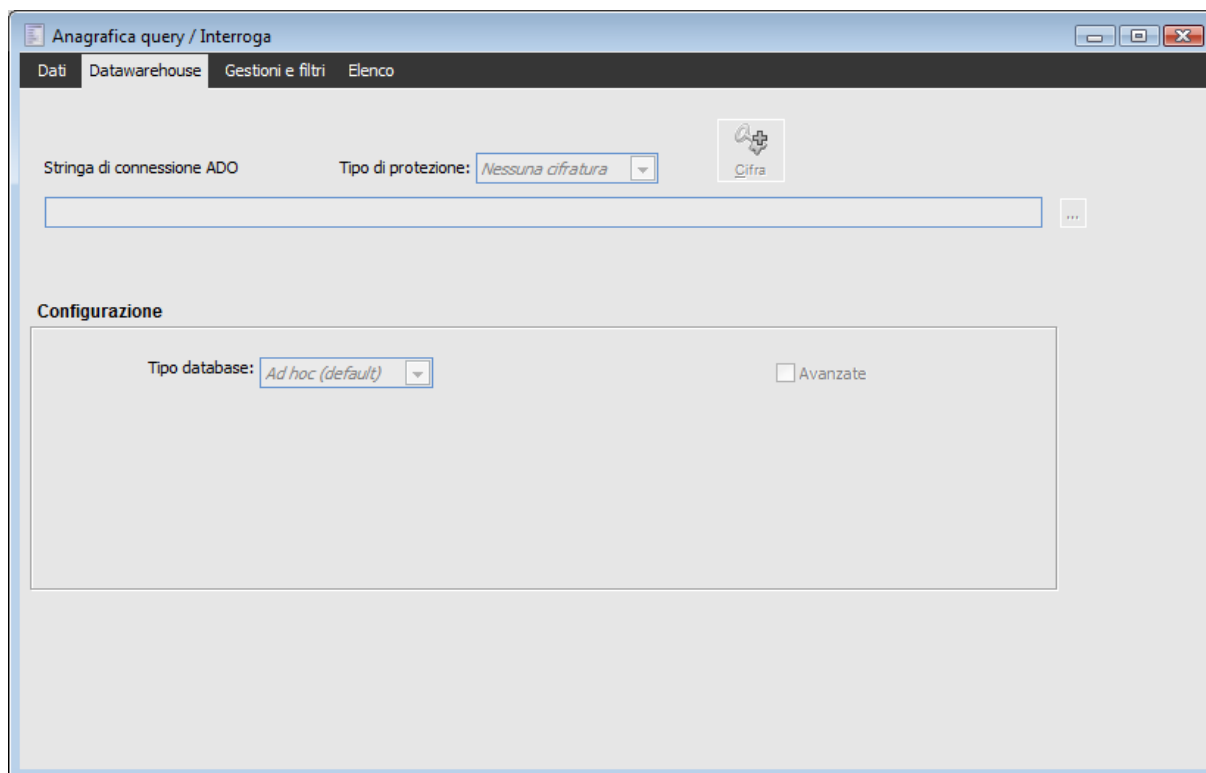 Anagrafica query / Interroga
Dati Datawarehouse Gestioni e filtri Elenco
Stringa di connessione ADO Tipo di protezione: Nessuna cifratura Cifra
...
Configurazione
Tipo database: Ad hoc (default) Avanzate